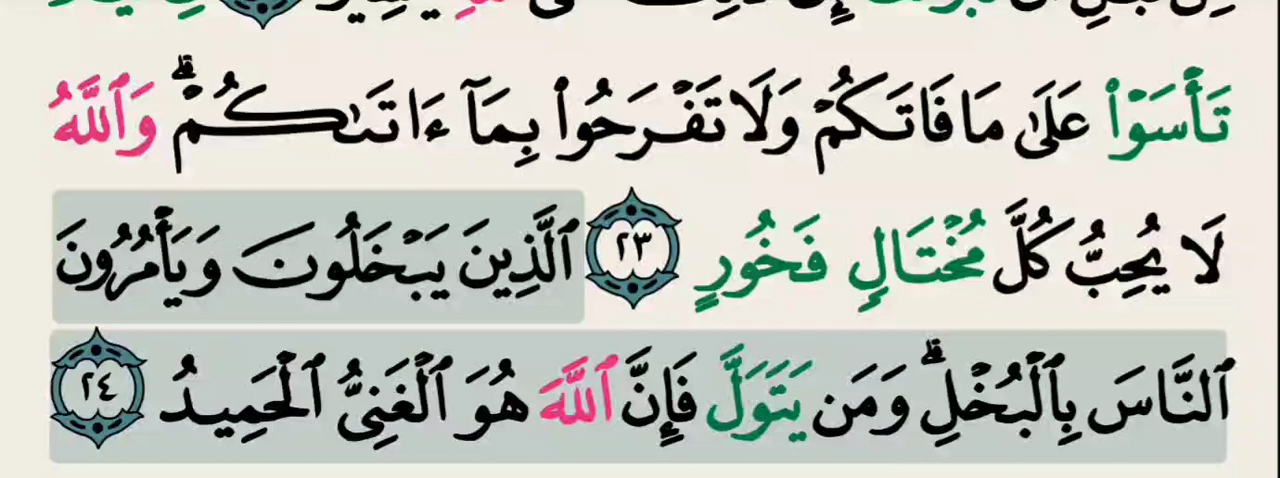 تَأْسَوْا۟ عَلَىٰ مَا فَاتَكُمْ وَلَا تَفْرَحُوا۟ بِمَآ ءَاتَىٰكُمْ ۗ وَٱللَّهُ
لَا يُحِبُّ كُلَّ مُخْتَالٍ فَخُورٍ ٢٣ ٱلَّذِينَ يَبْخَلُونَ وَيَأْمُرُونَ
ٱلنَّاسَ بِٱلْبُخْلِ ۗ وَمَن يَتَوَلَّ فَإِنَّ ٱللَّهَ هُوَ ٱلْغَنِىُّ ٱلْحَمِيدُ ٢٤